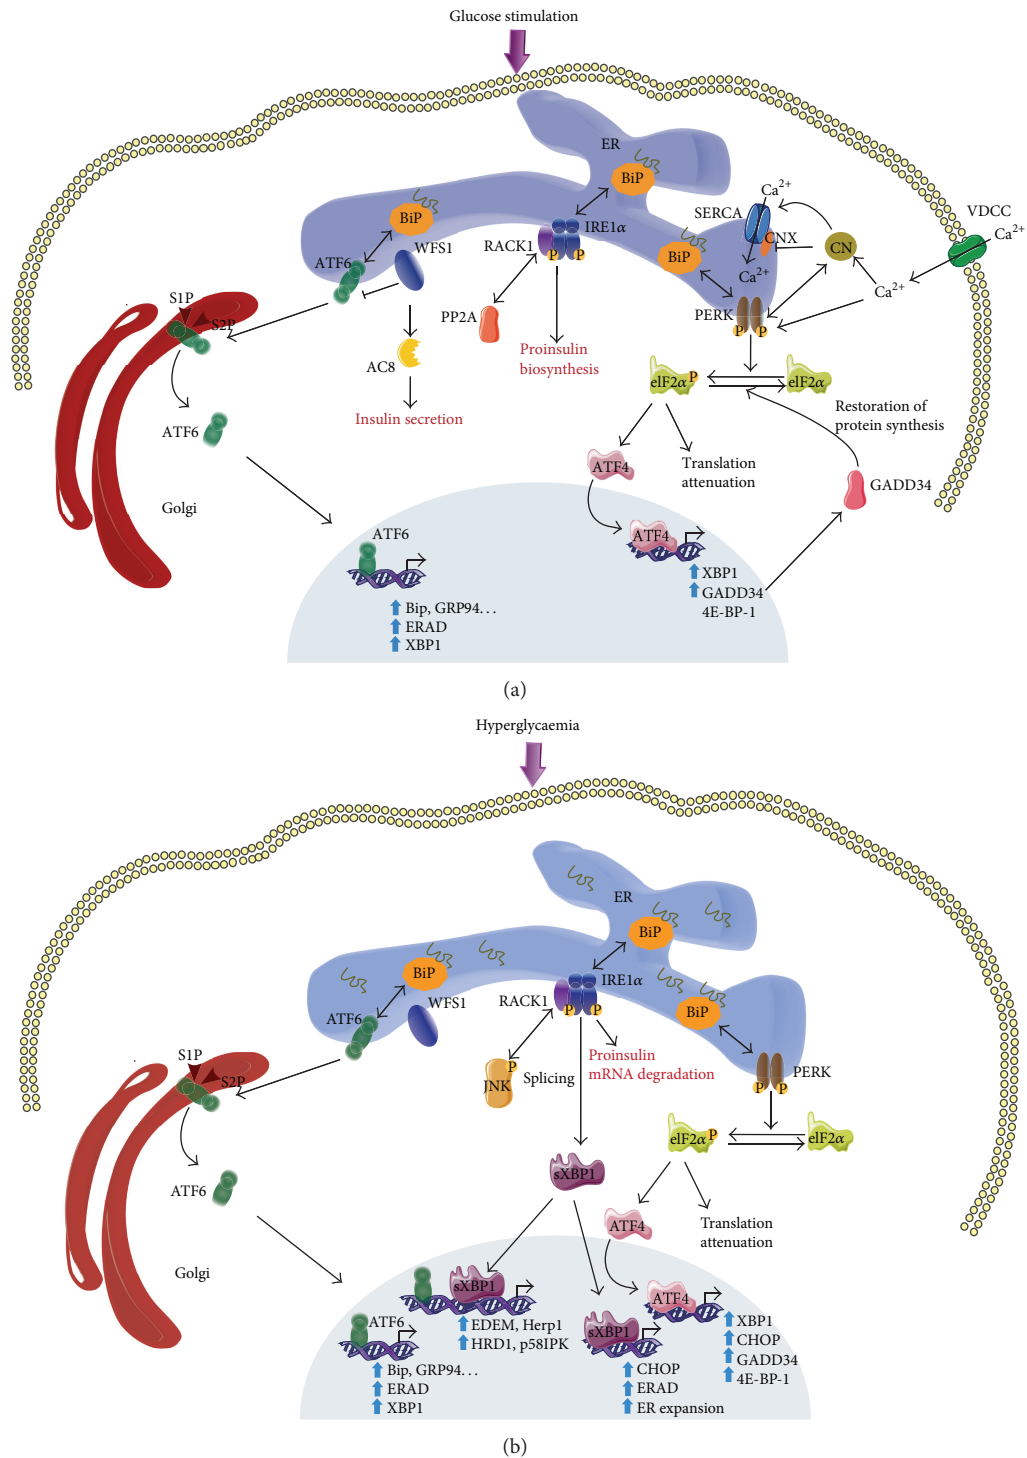 Glucose stimulation
ER
BiP
Ca2+
SERCA
VDCC
Ca2+
BiP
IRE1α
CNX
CN
RACK1
WFS1
BiP
ATF6
P P
Ca2+
Ca2+
S1P
S2P
PP2A
PERK
P P
Proinsulin
biosynthesis
AC8
eIF2α P
eIF2α
Insulin secretion
Restoration of
protein synthesis
ATF6
ATF4
Translation
attenuation
GADD34
Golgi
ATF6
ATF4
XBP1
GADD34
4E-BP-1
Bip, GRP94...
ERAD
XBP1
(a)
Hyperglycaemia
ER
BiP
BiP
IRE1α
RACK1
WFS1
BiP
ATF6
P P
S1P
S2P
Proinsulin
mRNA degradation
P
JNK
Splicing
PERK
P P
eIF2α P
eIF2α
sXBP1
ATF6
ATF4
Translation
attenuation
Golgi
sXBP1
ATF4
ATF6
EDEM, Herp1
HRD1, p58IPK
sXBP1
XBP1
CHOP
GADD34
4E-BP-1
Bip, GRP94...
ERAD
XBP1
CHOP
ERAD
ER expansion
(b)